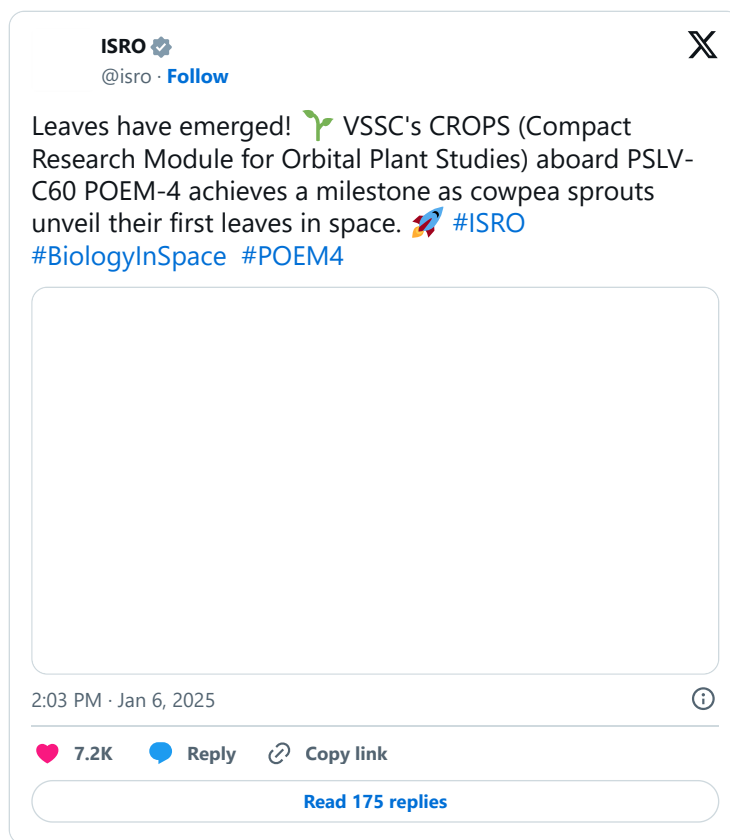 ISRO
@isro · Follow
Leaves have emerged! 🌱 VSSC's CROPS (Compact
Research Module for Orbital Plant Studies) aboard PSLV-
C60 POEM-4 achieves a milestone as cowpea sprouts
unveil their first leaves in space. 🚀 #ISRO
#BiologyInSpace #POEM4
2:03 PM · Jan 6, 2025
7.2K Reply Copy link
Read 175 replies